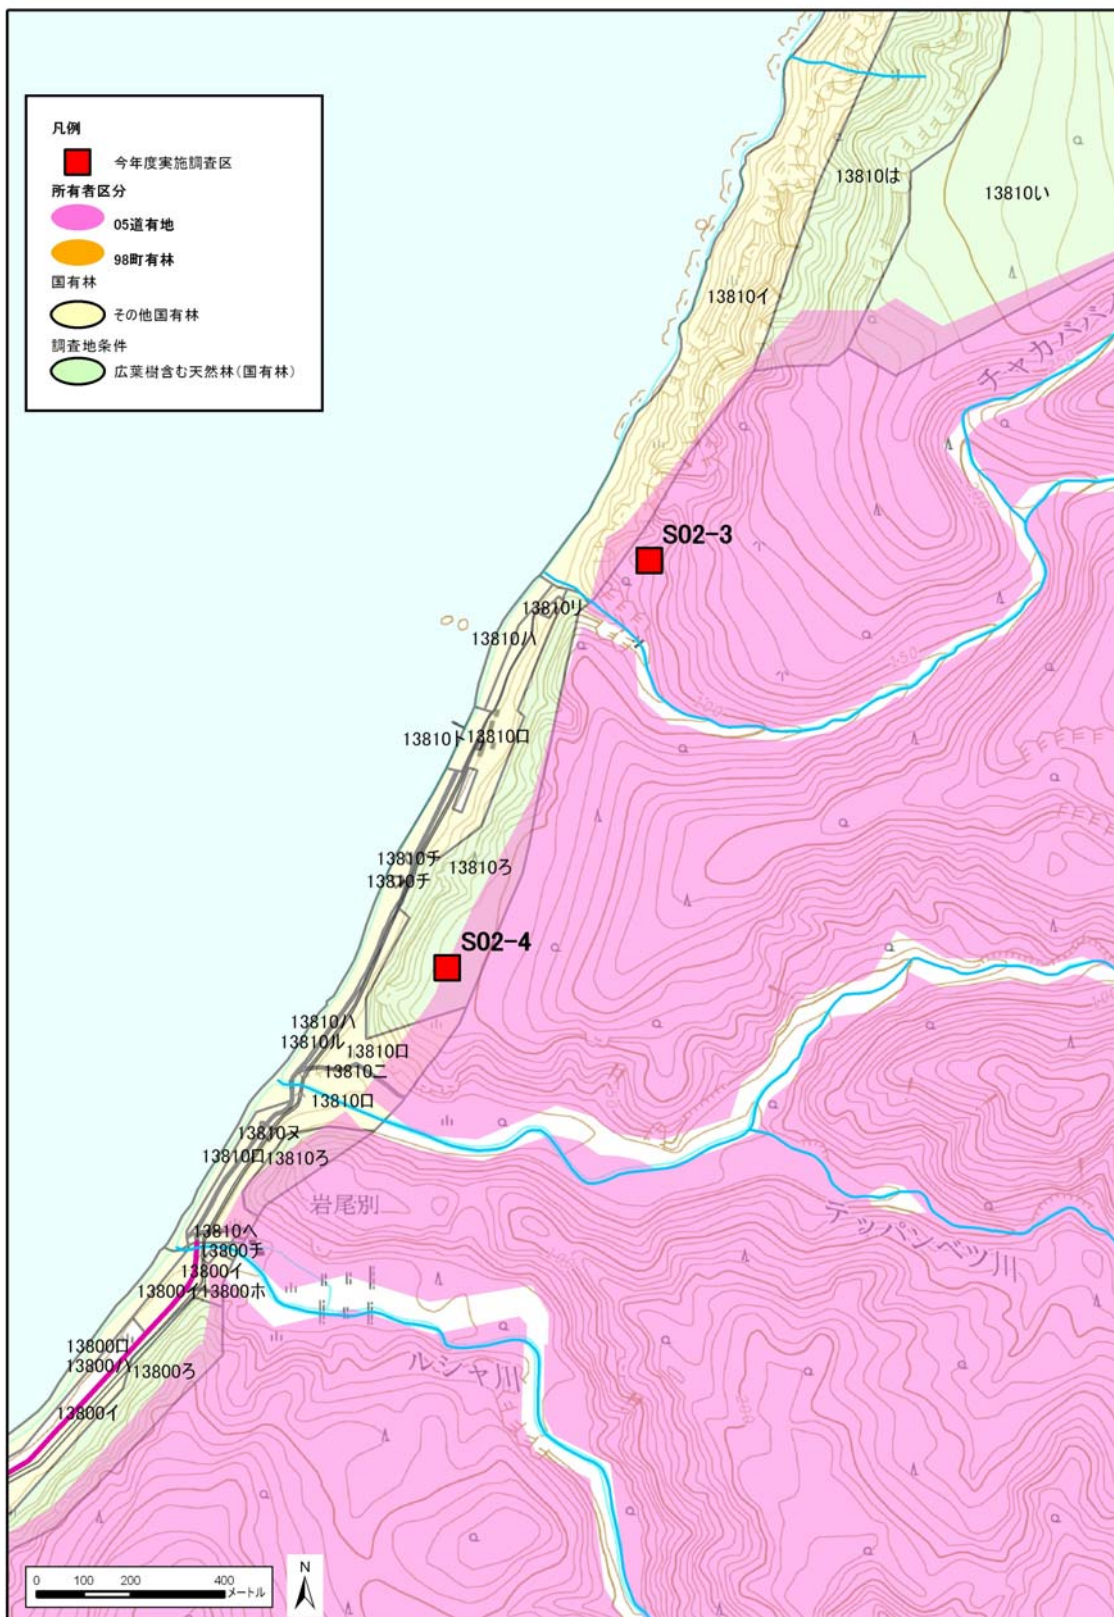 凡例
今年度実施調査区
所有者区分
05道有地
98町有林
国有林
その他国有林
調査地条件
広葉樹含む天然林(国有林)
13810は
13810い
13810イ
チャカババ
S02-3
13810リ
13810ハ
150
100
13810ト
13810ロ
13810チ
13810ろ
13810チ
S02-4
13810ハ
13810ル
13810ロ
13810ニ
13810ロ
13810ヌ
13810ロ
13810ろ
岩尾別
テッパンベツ川
13810ヘ
13800チ
13800イ
13800イ
13800ホ
13800ロ
13800ハ
13800ろ
ルシャ川
13800イ
200
0 100 200 400
メートル
N